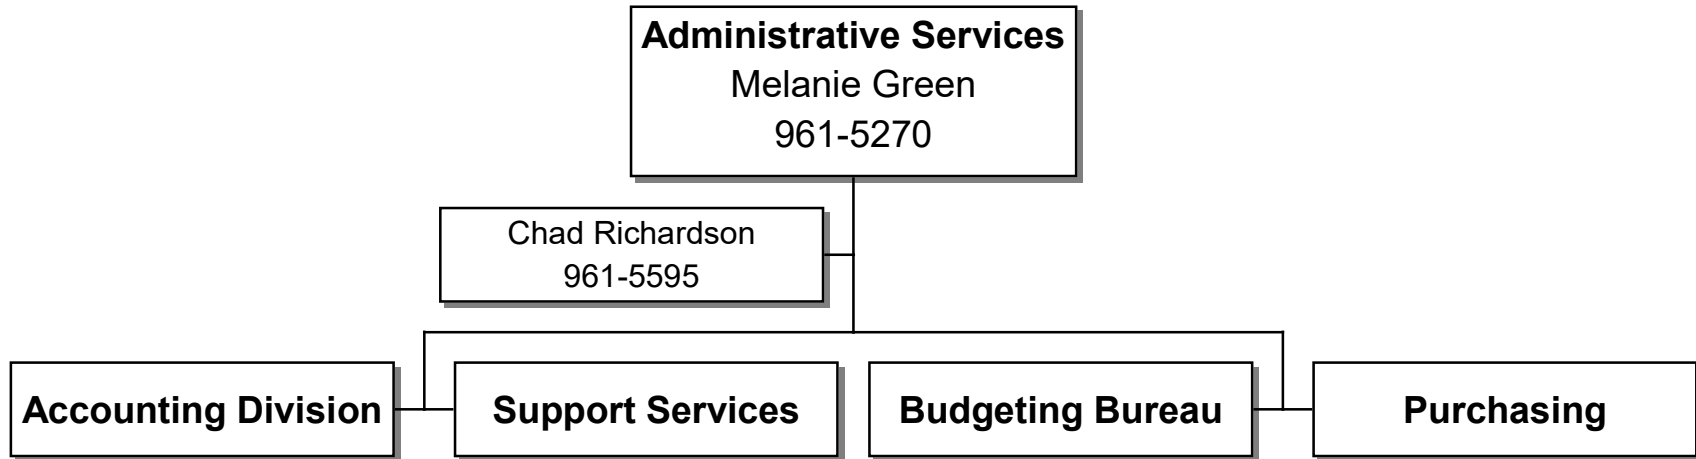 Administrative Services
Melanie Green
961-5270
Chad Richardson
961-5595
Accounting Division
Support Services
Budgeting Bureau
Purchasing